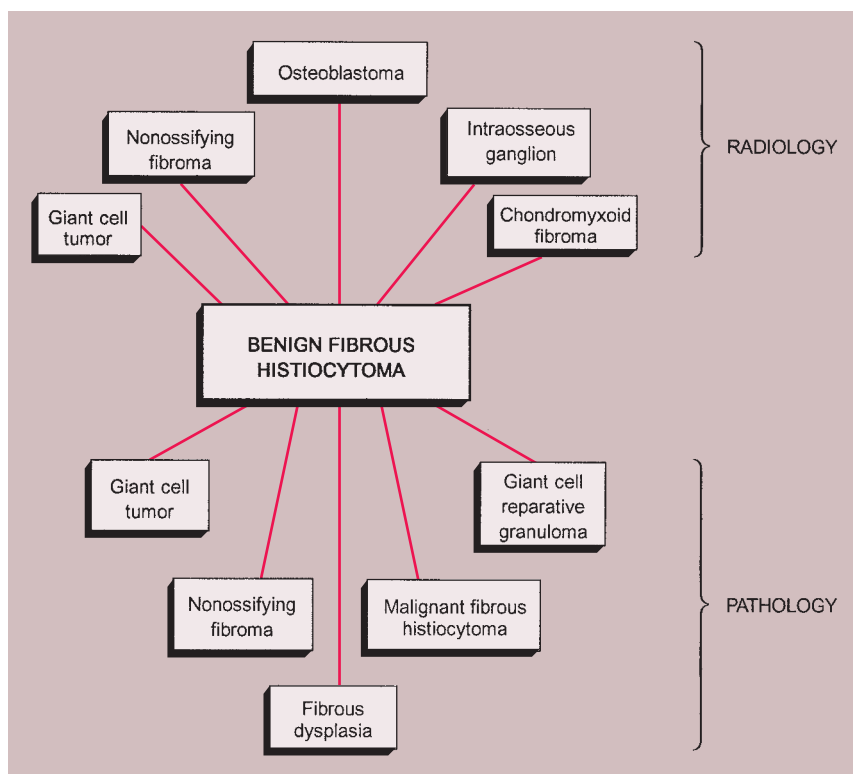 Osteoblastoma
Nonossifying
fibroma
Intraosseous
ganglion
RADIOLOGY
Giant cell
tumor
Chondromyxoid
fibroma
BENIGN FIBROUS
HISTIOCYTOMA
Giant cell
tumor
Giant cell
reparative
granuloma
Nonossifying
fibroma
Malignant fibrous
histiocytoma
PATHOLOGY
Fibrous
dysplasia